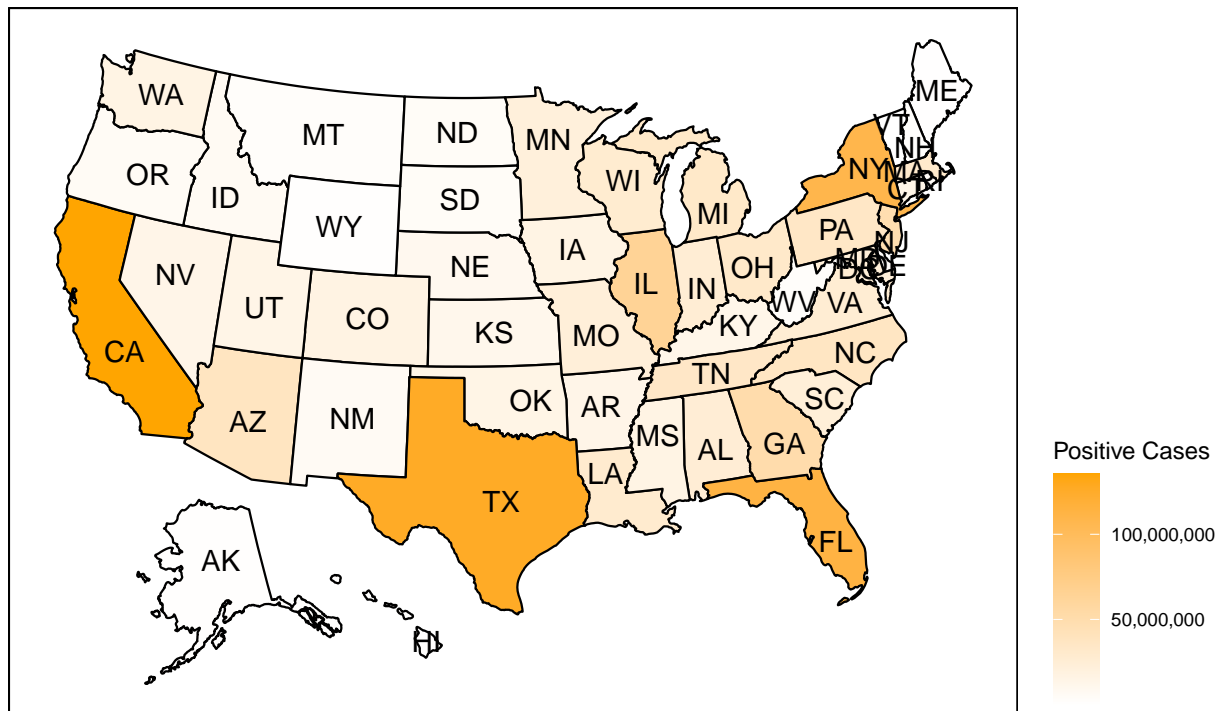 ME
WA
VT
MT
ND
MN
NH
NY
MA
RI
CT
OR
WI
ID
SD
MI
WY
PA
NJ
IA
NE
OH
MD
DE
DC
NV
IL
IN
WV
VA
UT
CO
KY
KS
MO
CA
NC
TN
OK
AR
SC
AZ
NM
MS
AL
GA
LA
TX
FL
AK
HI
Positive Cases
100,000,000
50,000,000